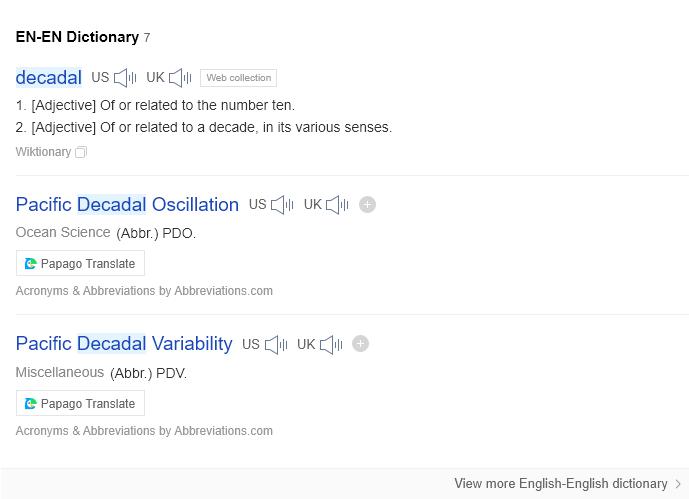 EN-EN Dictionary 7
decadal US UK Web collection
1. [Adjective] Of or related to the number ten.
2. [Adjective] Of or related to a decade, in its various senses.
Wiktionary
Pacific Decadal Oscillation US UK
Ocean Science (Abbr.) PDO.
Papago Translate
Acronyms & Abbreviations by Abbreviations.com
Pacific Decadal Variability US UK
Miscellaneous (Abbr.) PDV.
Papago Translate
Acronyms & Abbreviations by Abbreviations.com
View more English-English dictionary